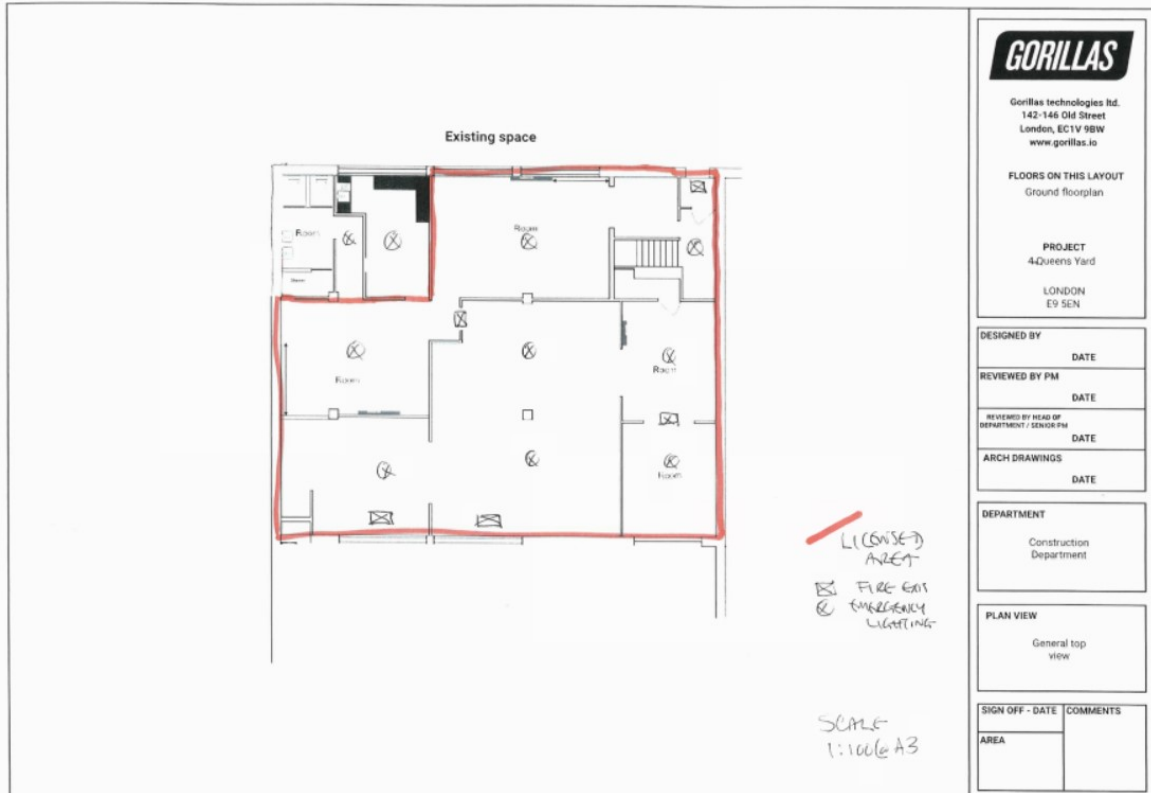 Existing space
Room
Room
Room
Room
Room
LICENSED
AREA
FIRE EXIT
EMERGENCY
LIGHTING
SCALE
1:100@A3
GORILLAS
Gorillas technologies ltd.
142-146 Old Street
London, EC1V 9BW
www.gorillas.io
FLOORS ON THIS LAYOUT
Ground floorplan
PROJECT
4 Queens Yard
LONDON
E9 5EN
DESIGNED BY
DATE
REVIEWED BY PM
DATE
REVIEWED BY HEAD OF
DEPARTMENT / SENIOR PM
DATE
ARCH DRAWINGS
DATE
DEPARTMENT
Construction
Department
PLAN VIEW
General top
view
SIGN OFF - DATE
COMMENTS
AREA